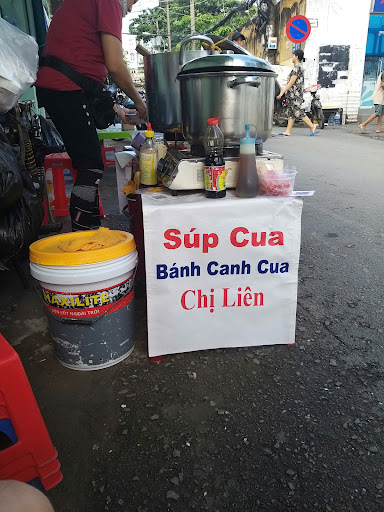 Súp Cua
Bánh Canh Cua
Chị Liên
MAXILITE